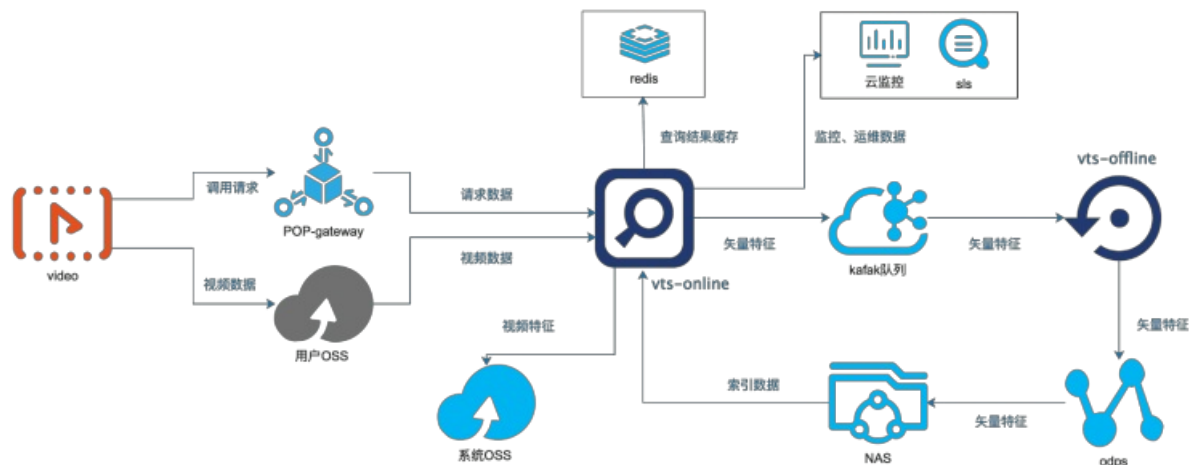 redis
云监控
sls
查询结果缓存
监控、运维数据
vts-offline
调用请求
POP-gateway
请求数据
video
视频数据
视频数据
用户OSS
vts-online
矢量特征
kafak队列
矢量特征
矢量特征
视频特征
系统OSS
索引数据
NAS
矢量特征
odps